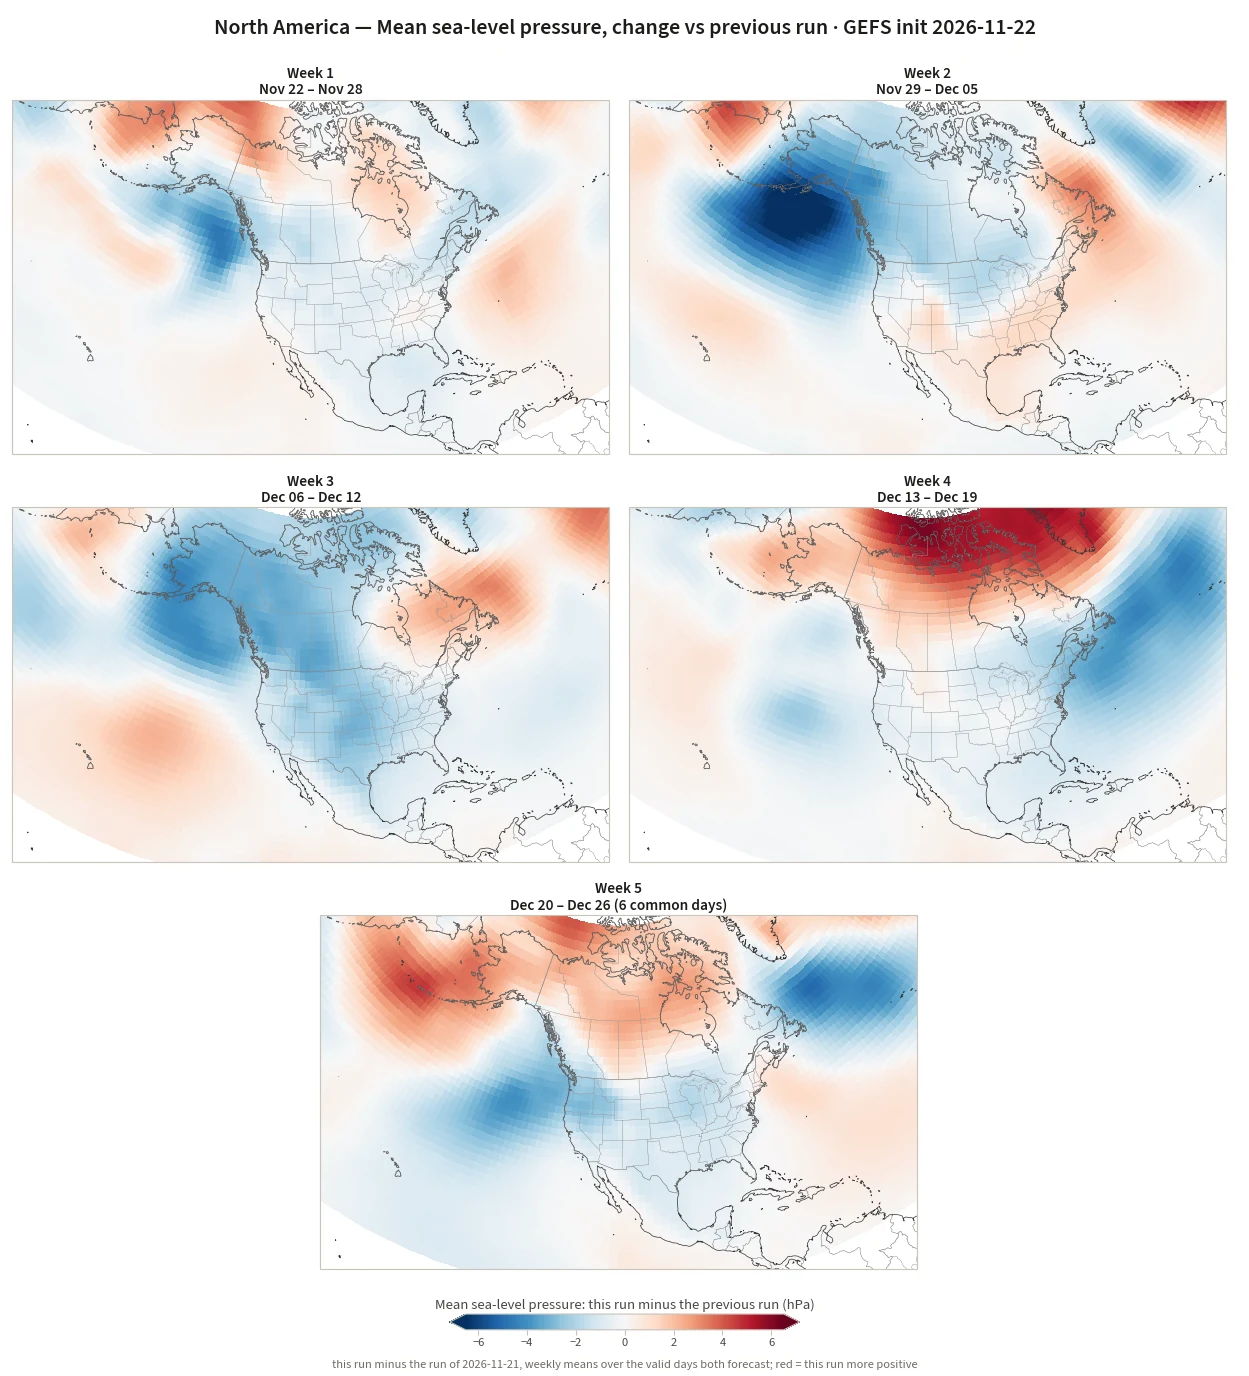 North America — Mean sea-level pressure, change vs previous run · GEFS init 2026-11-22
Week 1
Nov 22 – Nov 28
Week 2
Nov 29 – Dec 05
Week 3
Dec 06 – Dec 12
Week 4
Dec 13 – Dec 19
Week 5
Dec 20 – Dec 26 (6 common days)
Mean sea-level pressure: this run minus the previous run (hPa)
−6 −4 −2 0 2 4 6
this run minus the run of 2026-11-21, weekly means over the valid days both forecast; red = this run more positive